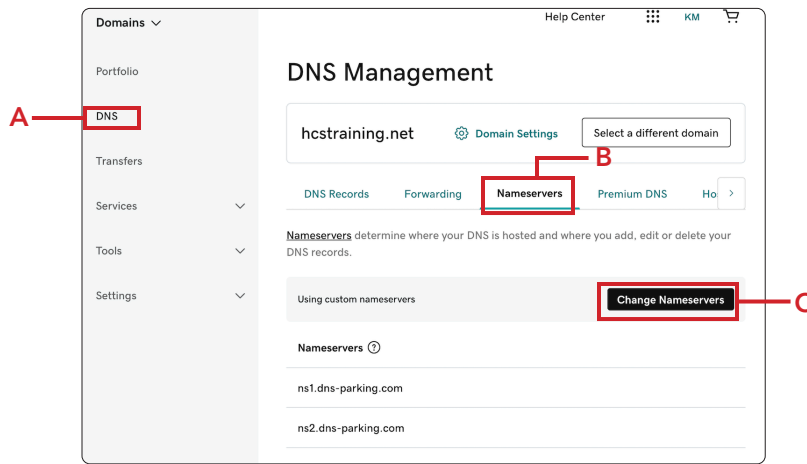 Domains
Help Center
KM
Portfolio
DNS Management
A
DNS
hcstraining.net
Domain Settings
Select a different domain
B
Transfers
DNS Records
Forwarding
Nameservers
Premium DNS
Ho
Services
Nameservers determine where your DNS is hosted and where you add, edit or delete your
DNS records.
Tools
Settings
Using custom nameservers
Change Nameservers
C
Nameservers ?
ns1.dns-parking.com
ns2.dns-parking.com